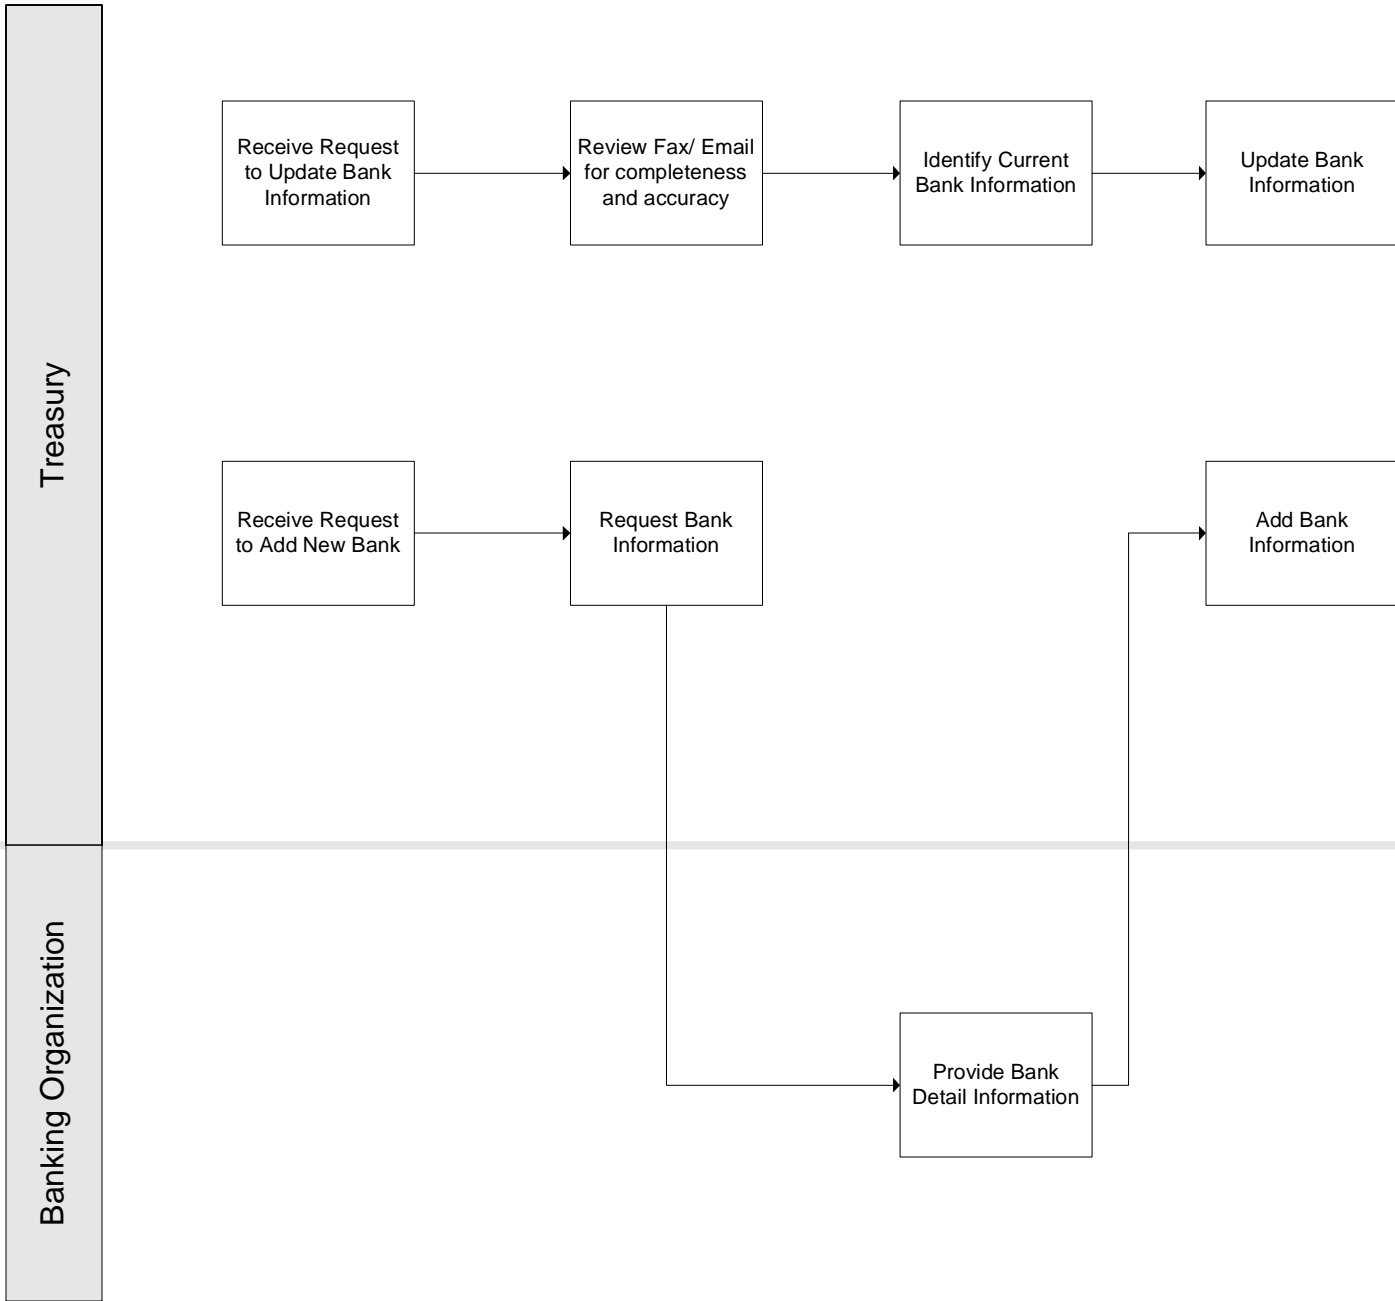 Treasury
Receive Request
to Update Bank
Information
Review Fax/ Email
for completeness
and accuracy
Identify Current
Bank Information
Update Bank
Information
Receive Request
to Add New Bank
Request Bank
Information
Add Bank
Information
Banking Organization
Provide Bank
Detail Information